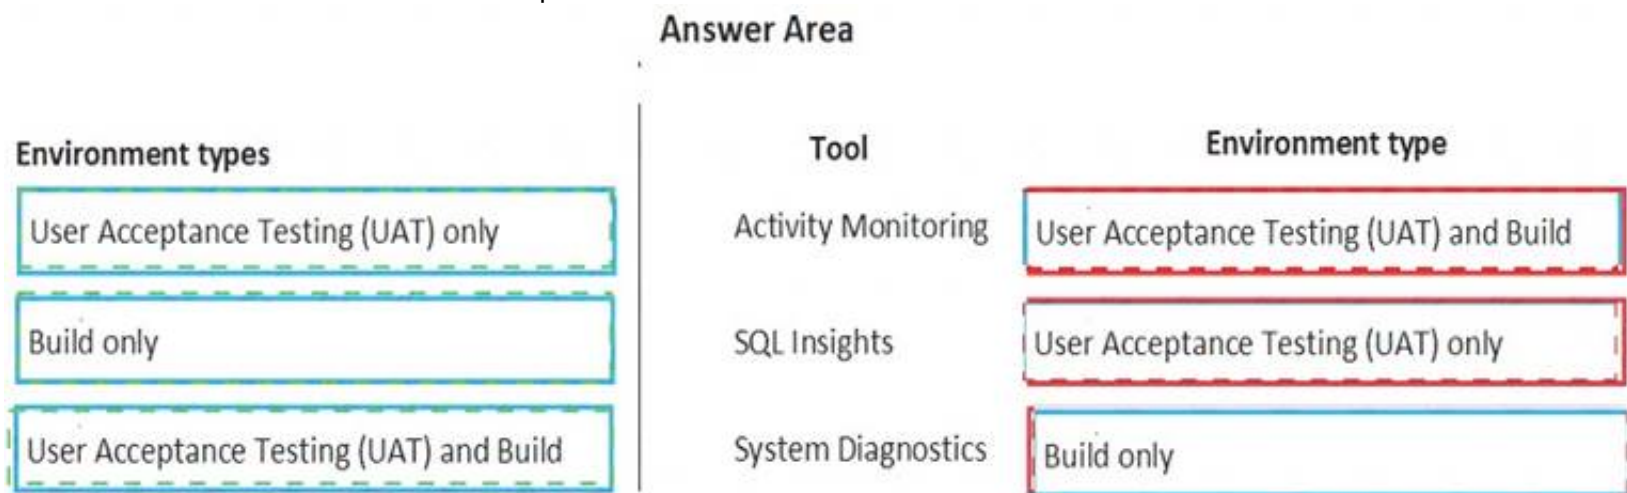 Answer Area
Environment types
User Acceptance Testing (UAT) only
Build only
User Acceptance Testing (UAT) and Build
Tool Environment type
Activity Monitoring User Acceptance Testing (UAT) and Build
SQL Insights User Acceptance Testing (UAT) only
System Diagnostics Build only